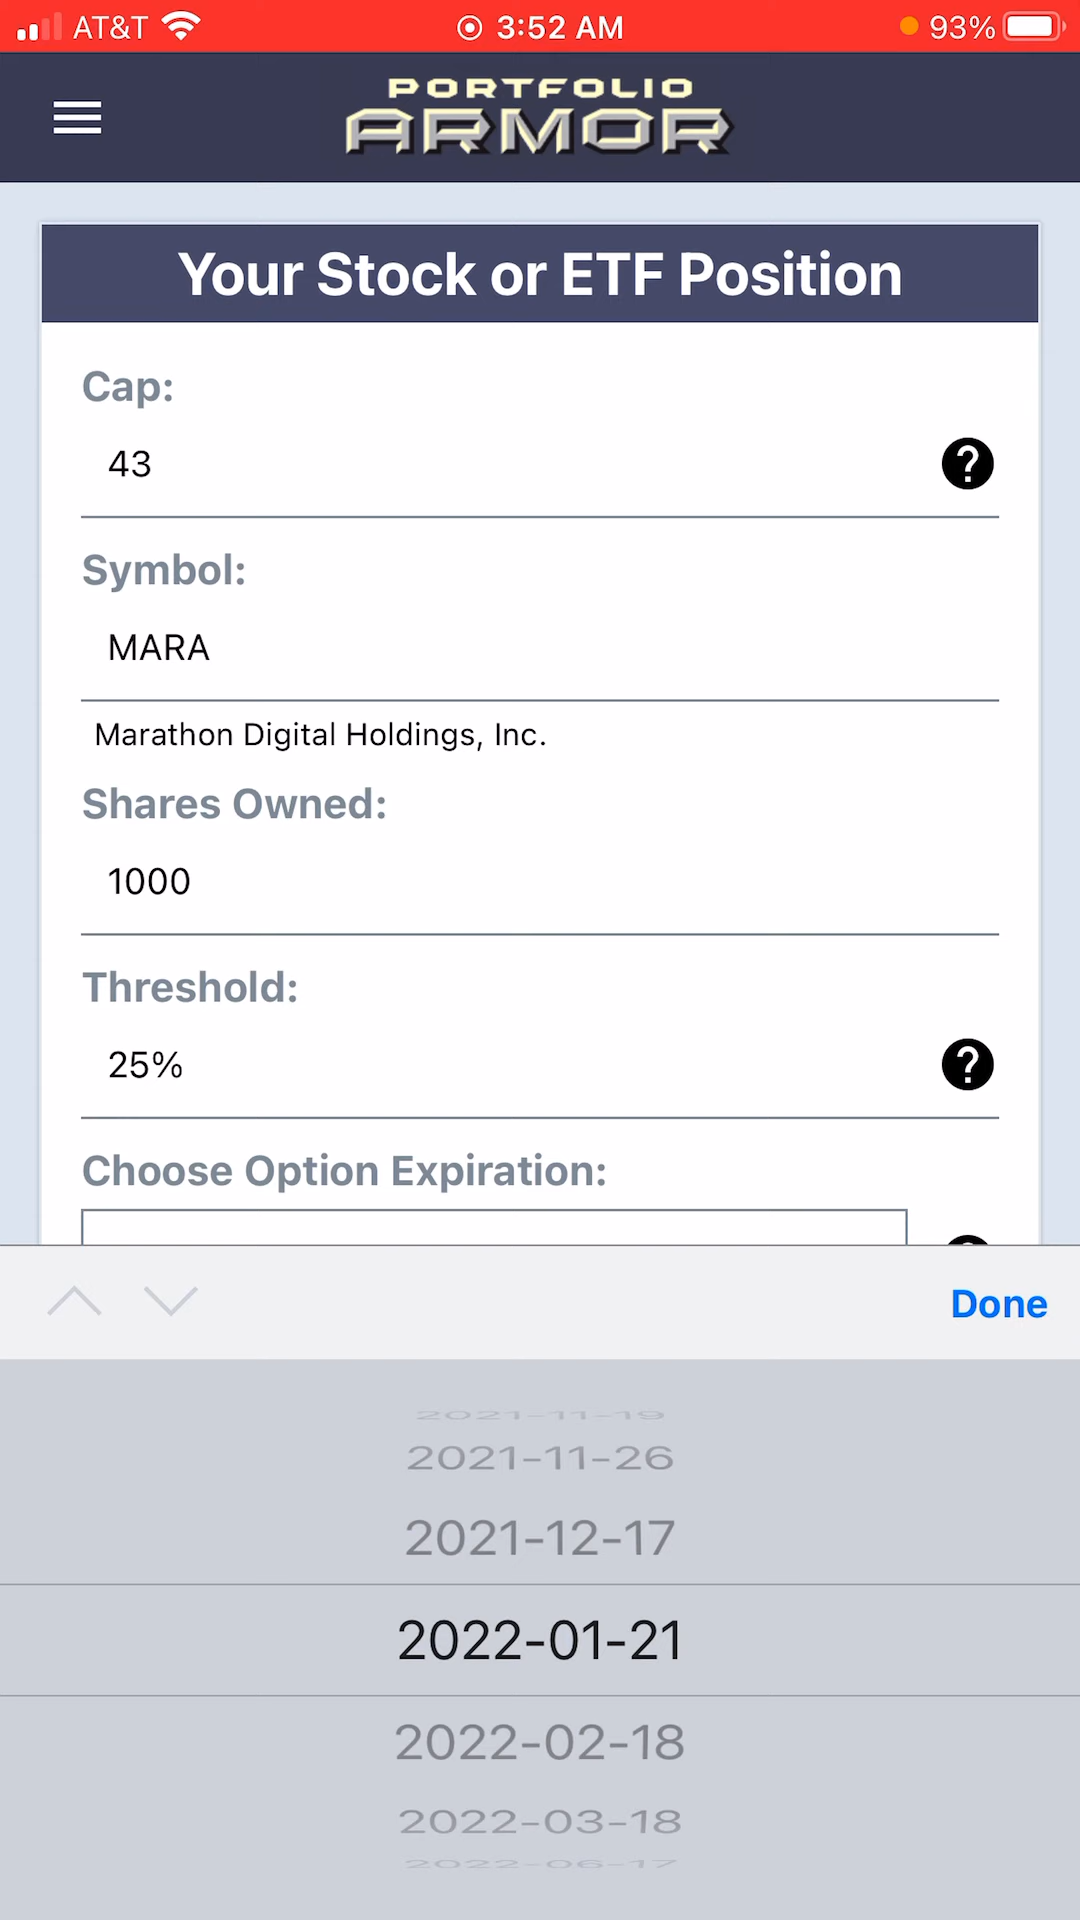 AT&T 3:52 AM 93%
PORTFOLIO
ARMOR
Your Stock or ETF Position
Cap:
43
Symbol:
MARA
Marathon Digital Holdings, Inc.
Shares Owned:
1000
Threshold:
25%
Choose Option Expiration:
Done
2021-11-19
2021-11-26
2021-12-17
2022-01-21
2022-02-18
2022-03-18
2022-06-17